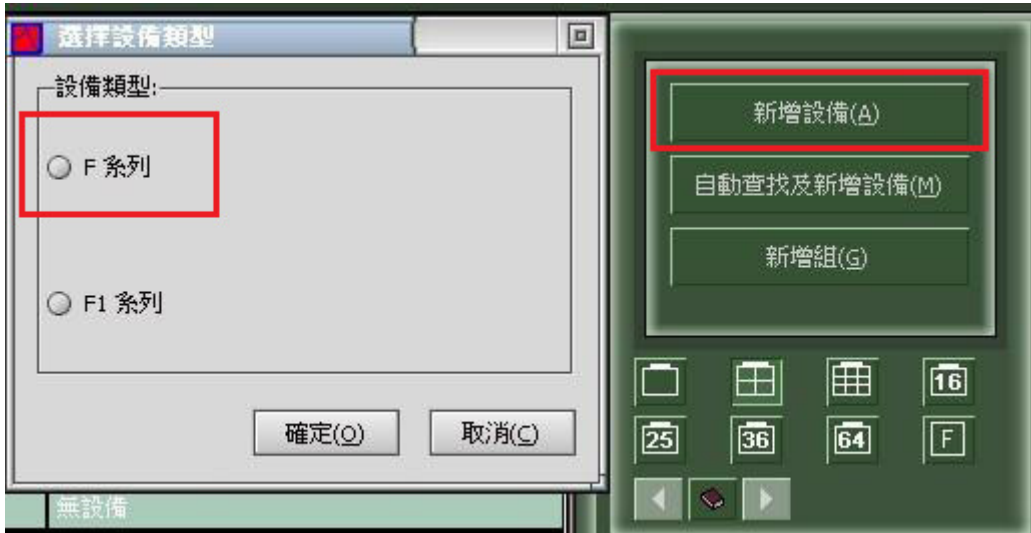 選擇設備類型
設備類型:
F 系列
F1 系列
確定(O)
取消(C)
無設備
新增設備(A)
自動查找及新增設備(M)
新增組(G)
16
25
36
64
F